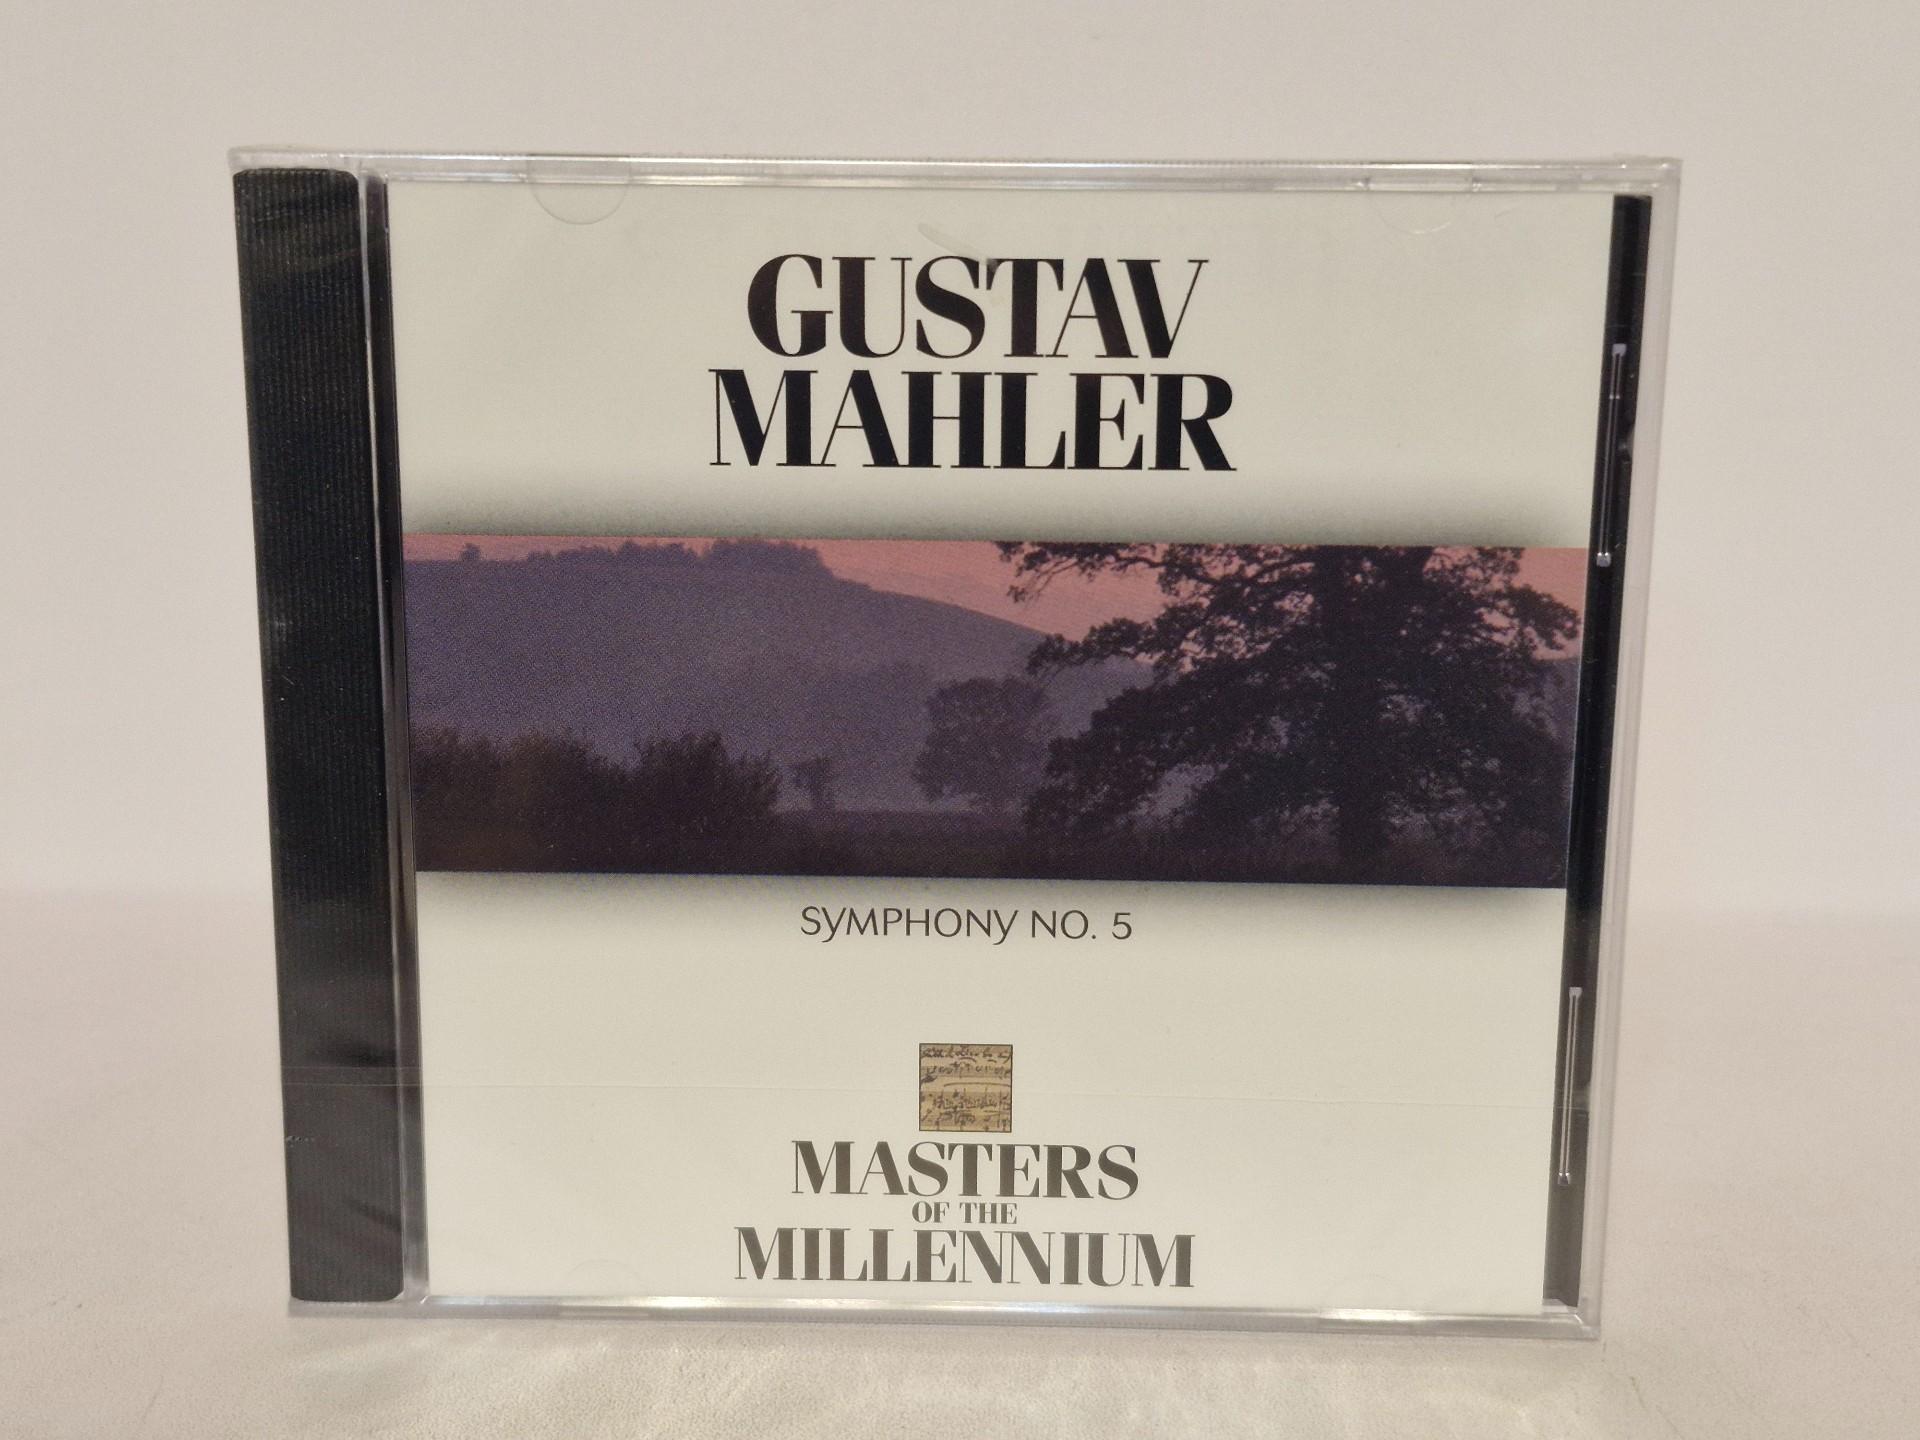 GUSTAV
MAHLER
SYMPHONY NO. 5
MASTERS
OF THE
MILLENNIUM